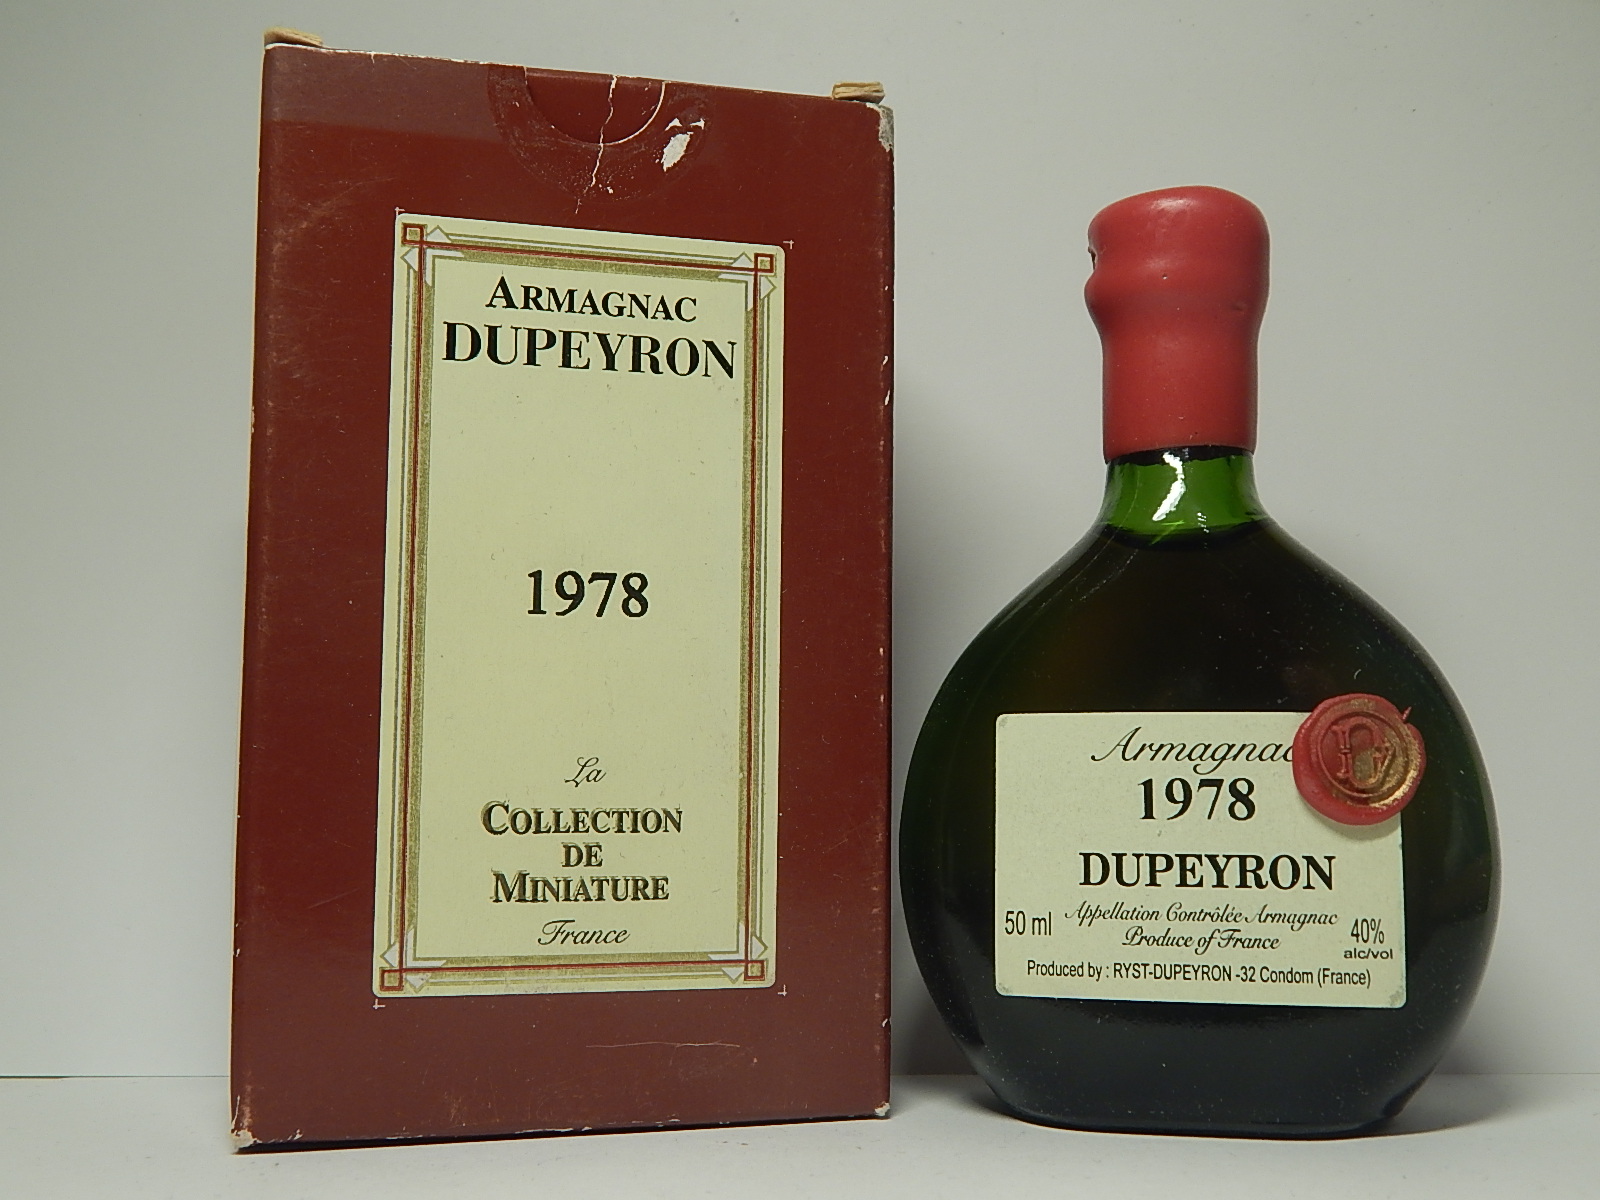 ARMAGNAC
DUPEYRON
1978
La
COLLECTION
DE
MINIATURE
France
Armagnac
1978
DUPEYRON
50 ml
Appellation Contrôlée Armagnac
Produce of France
40%
alc/vol
Produced by : RYST-DUPEYRON -32 Condom (France)